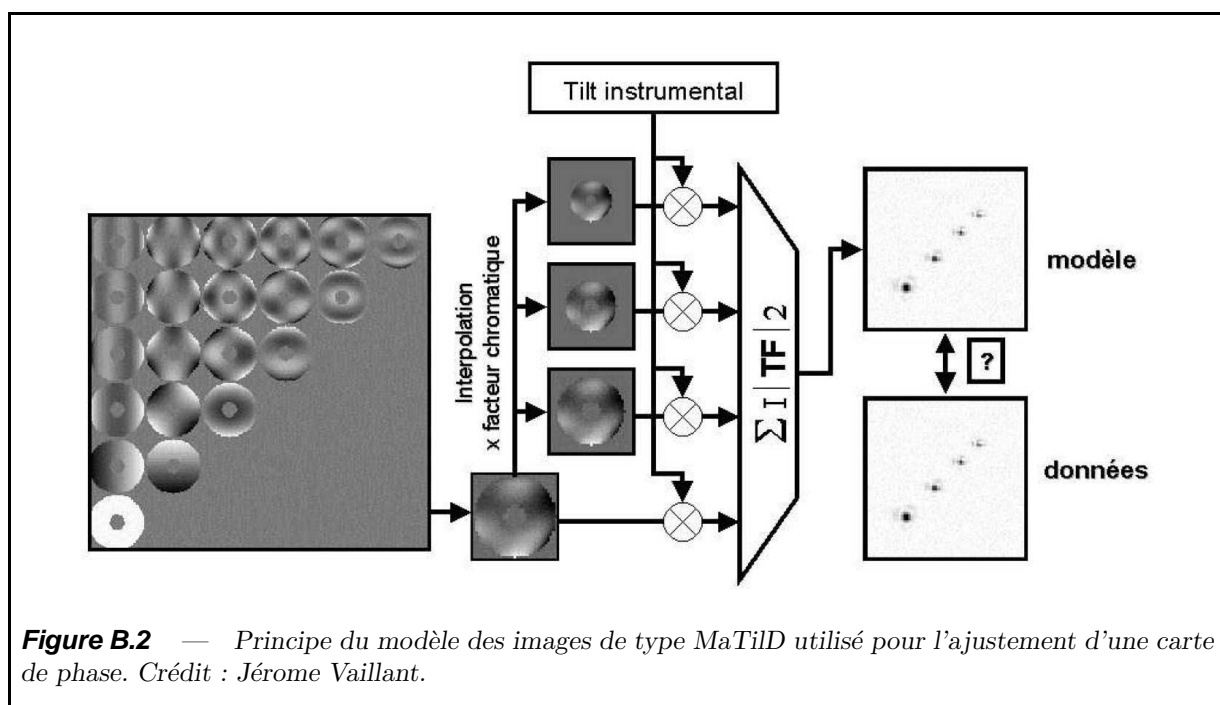 Tilt instrumental
Interpolation
x facteur chromatique
∑ I | TF | 2
modèle
?
données
Figure B.2 — Principe du modèle des images de type MaTilD utilisé pour l'ajustement d'une carte
de phase. Crédit : Jérome Vaillant.